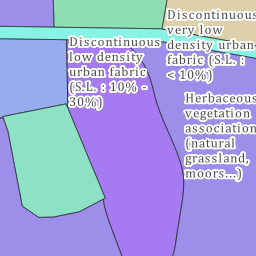 Discontinuous
low density
urban fabric
(S.L. : 10% -
30%)
Discontinuous
very low
density urban
fabric (S.L. :
< 10%)
Herbaceous
vegetation
association
(natural
grassland,
moors...)